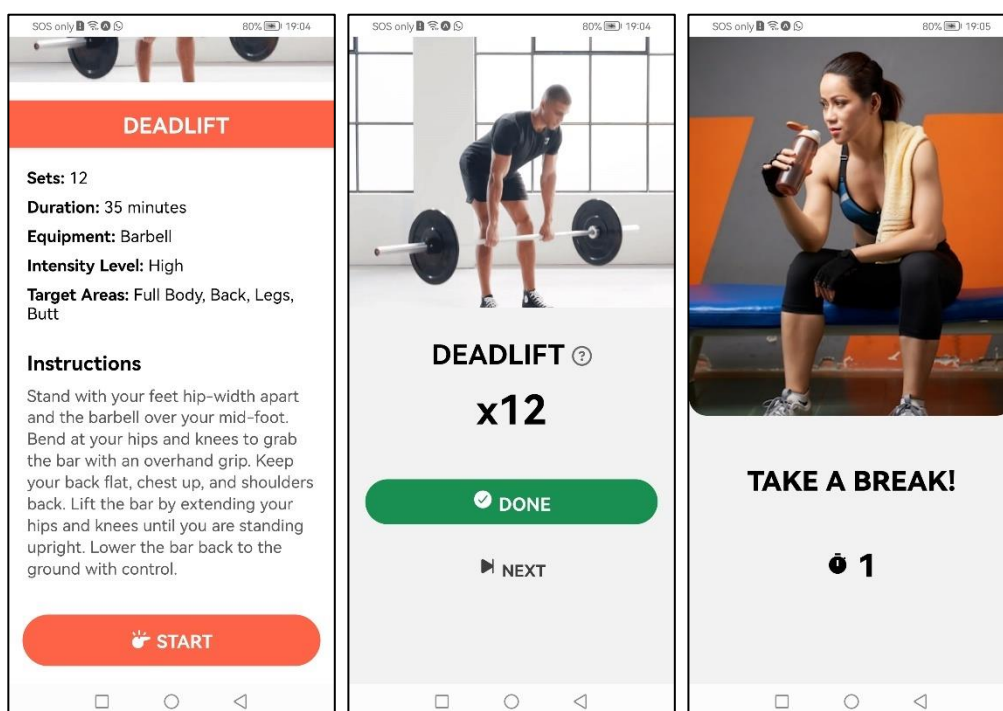 SOS only 80% 19:04
DEADLIFT
Sets: 12
Duration: 35 minutes
Equipment: Barbell
Intensity Level: High
Target Areas: Full Body, Back, Legs,
Butt
Instructions
Stand with your feet hip-width apart
and the barbell over your mid-foot.
Bend at your hips and knees to grab
the bar with an overhand grip. Keep
your back flat, chest up, and shoulders
back. Lift the bar by extending your
hips and knees until you are standing
upright. Lower the bar back to the
ground with control.
START
SOS only 80% 19:04
DEADLIFT ?
x12
DONE
NEXT
SOS only 80% 19:05
TAKE A BREAK!
1